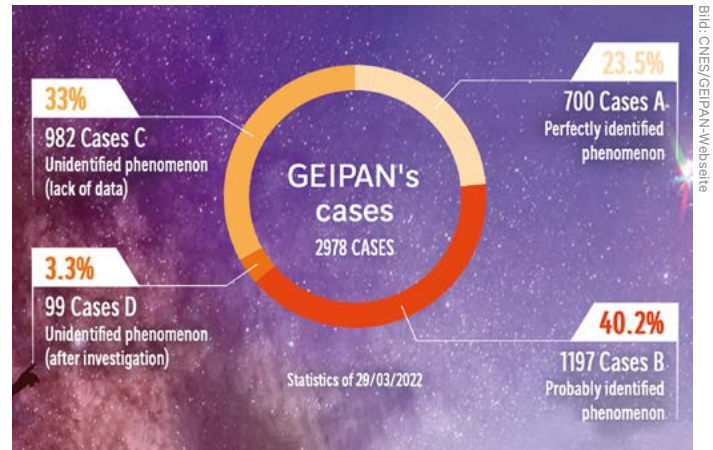 33%
982 Cases C
Unidentified phenomenon
(lack of data)
3.3%
99 Cases D
Unidentified phenomenon
(after investigation)
GEIPAN's
cases
2978 CASES
Statistics of 29/03/2022
23.5%
700 Cases A
Perfectly identified
phenomenon
40.2%
1197 Cases B
Probably identified
phenomenon
Bild: CNES/GEIPAN-Webseite